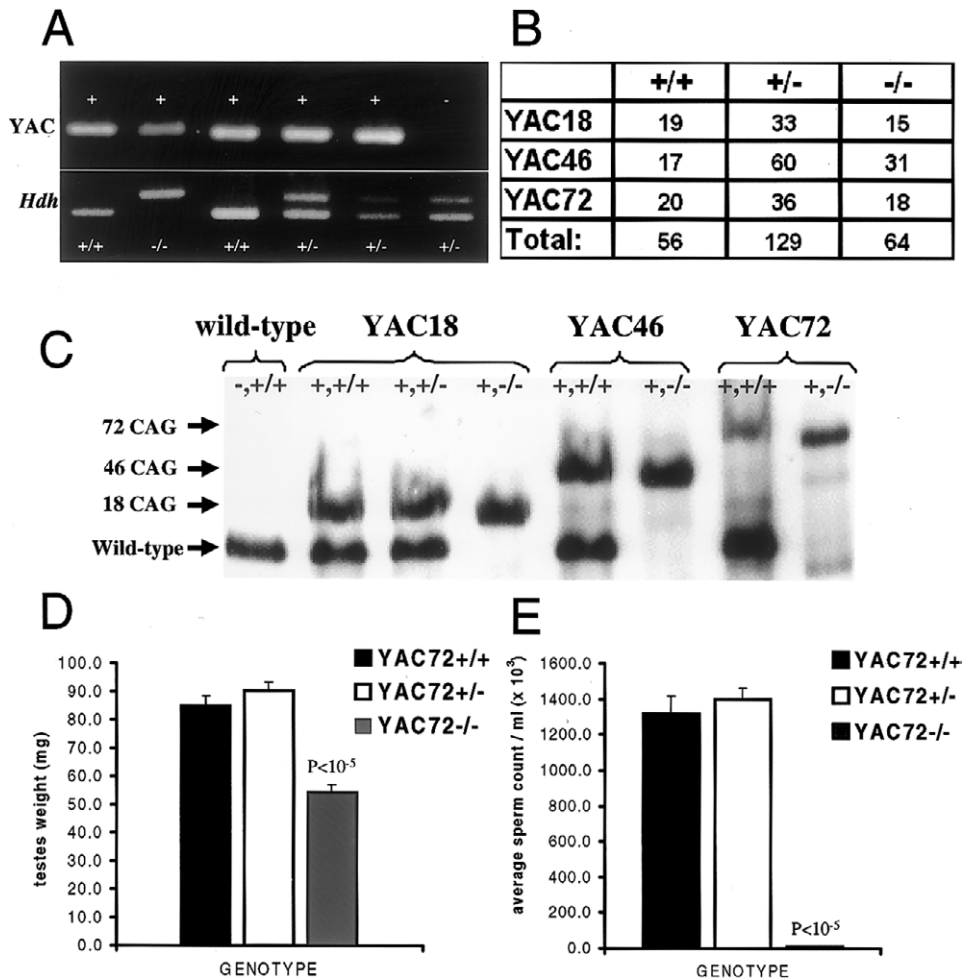 A
+ + + + + -
YAC
Hdh
+/+ -/- +/+ +/- +/- +/-
B
+/+ +/- -/-
YAC18 19 33 15
YAC46 17 60 31
YAC72 20 36 18
Total: 56 129 64
C
wild-type YAC18 YAC46 YAC72
-,+/+ +,+/+ +,+/- +,-/- +,+/+ +,-/- +,+/+ +,-/-
72 CAG
46 CAG
18 CAG
Wild-type
D
testes weight (mg)
100.0
90.0
80.0
70.0
60.0
50.0
40.0
30.0
20.0
10.0
0.0
YAC72+/+
YAC72+/-
YAC72-/-
P<10⁻⁵
GENOTYPE
E
average sperm count / ml (x 10³)
1600.0
1400.0
1200.0
1000.0
800.0
600.0
400.0
200.0
0.0
YAC72+/+
YAC72+/-
YAC72-/-
P<10⁻⁵
GENOTYPE